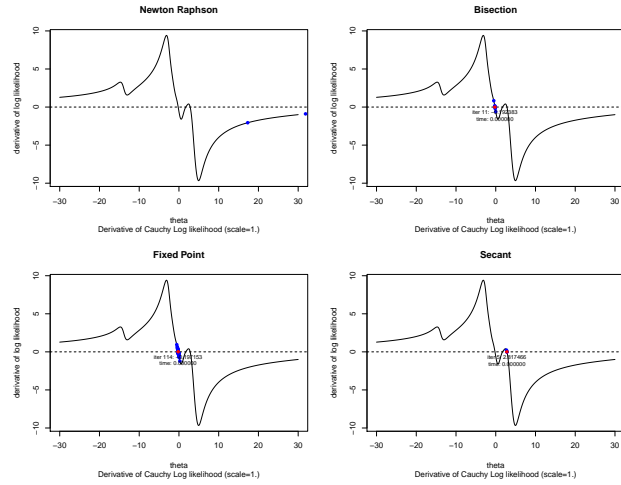 Newton Raphson
derivative of log likelihood
10
5
0
−5
−10
−30 −20 −10 0 10 20 30
theta
Derivative of Cauchy Log likelihood (scale=1.)
Bisection
derivative of log likelihood
10
5
0
−5
−10
iter 11:
time: 0.000000
−30 −20 −10 0 10 20 30
theta
Derivative of Cauchy Log likelihood (scale=1.)
Fixed Point
derivative of log likelihood
10
5
0
−5
−10
iter 114:
time:
−30 −20 −10 0 10 20 30
theta
Derivative of Cauchy Log likelihood (scale=1.)
Secant
derivative of log likelihood
10
5
0
−5
−10
iter
time: 0.000000
−30 −20 −10 0 10 20 30
theta
Derivative of Cauchy Log likelihood (scale=1.)